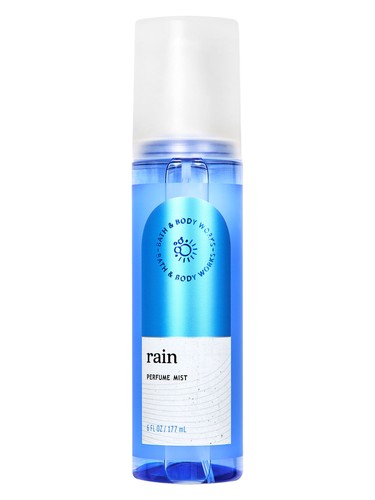 BATH & BODY WORKS
BATH & BODY WORKS
rain
PERFUME MIST
6 FL OZ / 177 mL